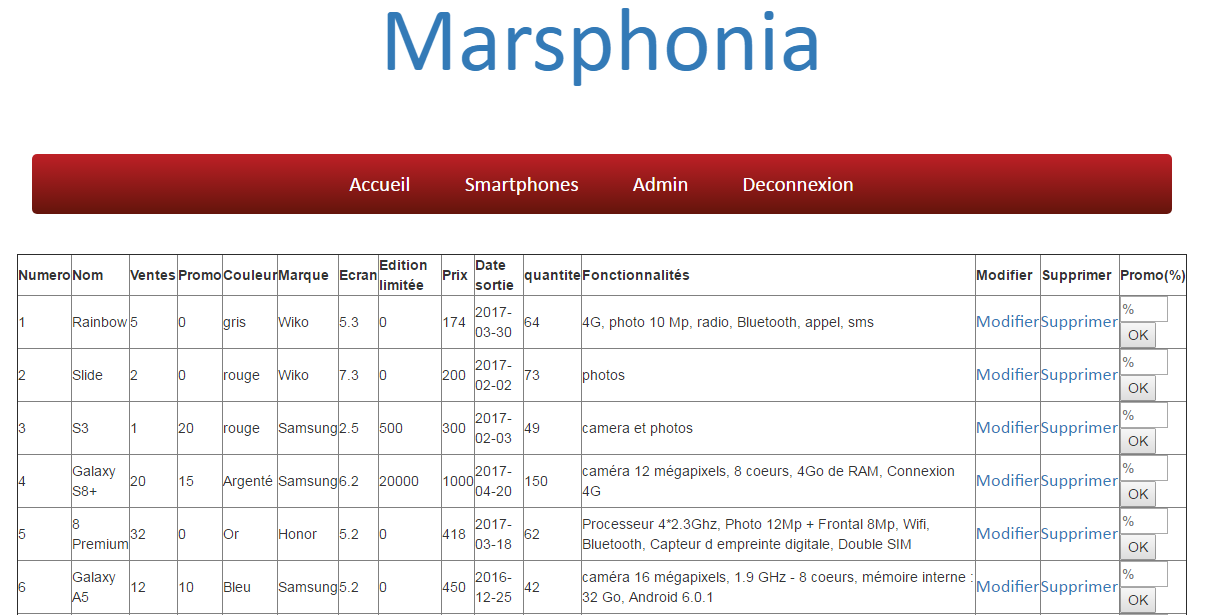 Marsphonia
Accueil Smartphones Admin Deconnexion
Numero Nom Ventes Promo Couleur Marque Ecran Edition limitée Prix Date sortie quantite Fonctionnalités Modifier Supprimer Promo(%)
1 Rainbow 5 0 gris Wiko 5.3 0 174 2017-03-30 64 4G, photo 10 Mp, radio, Bluetooth, appel, sms Modifier Supprimer % OK
2 Slide 2 0 rouge Wiko 7.3 0 200 2017-02-02 73 photos Modifier Supprimer % OK
3 S3 1 20 rouge Samsung 2.5 500 300 2017-02-03 49 camera et photos Modifier Supprimer % OK
4 Galaxy S8+ 20 15 Argenté Samsung 6.2 20000 1000 2017-04-20 150 caméra 12 mégapixels, 8 coeurs, 4Go de RAM, Connexion 4G Modifier Supprimer % OK
5 8 Premium 32 0 Or Honor 5.2 0 418 2017-03-18 62 Processeur 4*2.3Ghz, Photo 12Mp + Frontal 8Mp, Wifi, Bluetooth, Capteur d empreinte digitale, Double SIM Modifier Supprimer % OK
6 Galaxy A5 12 10 Bleu Samsung 5.2 0 450 2016-12-25 42 caméra 16 mégapixels, 1.9 GHz - 8 coeurs, mémoire interne : 32 Go, Android 6.0.1 Modifier Supprimer % OK